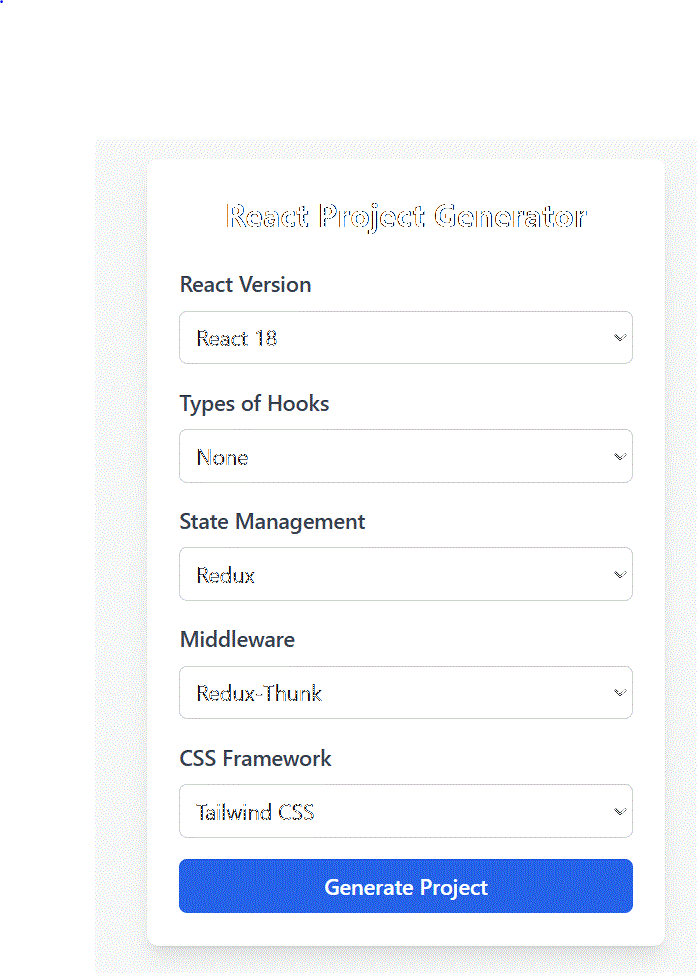 React Project Generator
React Version
React 18
Types of Hooks
None
State Management
Redux
Middleware
Redux-Thunk
CSS Framework
Tailwind CSS
Generate Project